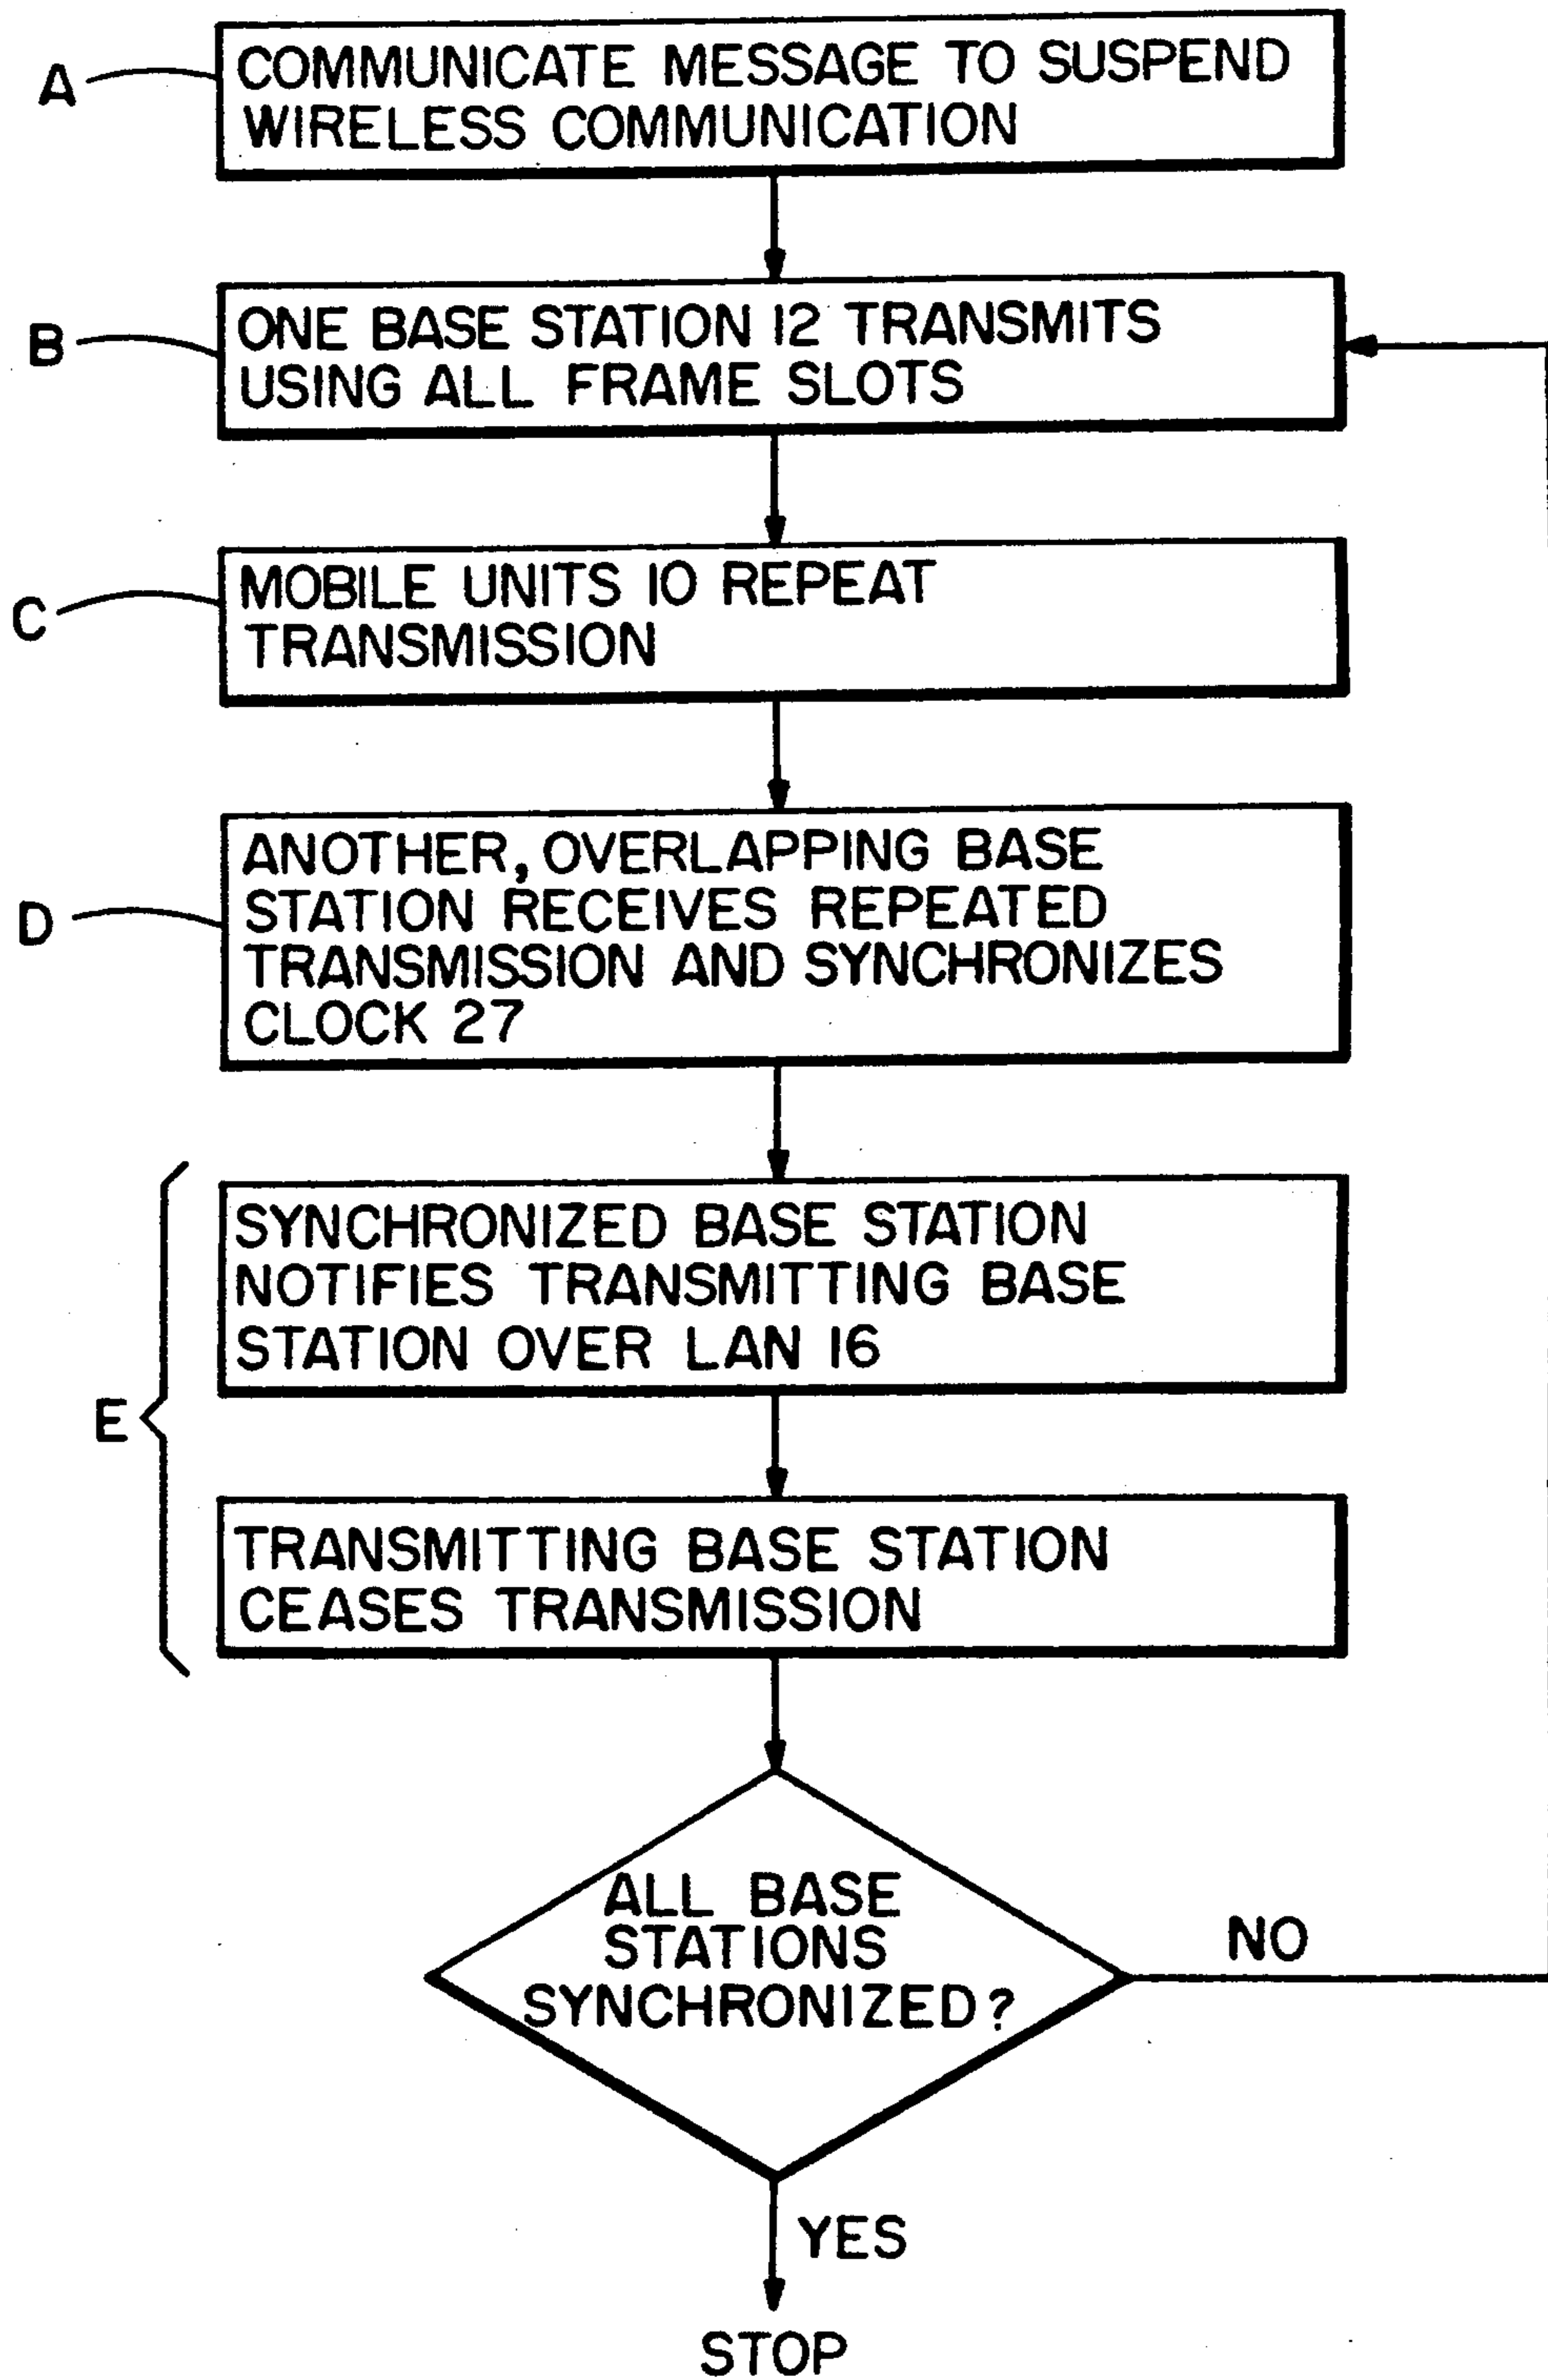 A
COMMUNICATE MESSAGE TO SUSPEND
WIRELESS COMMUNICATION
B
ONE BASE STATION 12 TRANSMITS
USING ALL FRAME SLOTS
C
MOBILE UNITS 10 REPEAT
TRANSMISSION
D
ANOTHER, OVERLAPPING BASE
STATION RECEIVES REPEATED
TRANSMISSION AND SYNCHRONIZES
CLOCK 27
E
SYNCHRONIZED BASE STATION
NOTIFIES TRANSMITTING BASE
STATION OVER LAN 16
TRANSMITTING BASE STATION
CEASES TRANSMISSION
ALL BASE
STATIONS
SYNCHRONIZED?
NO
YES
STOP